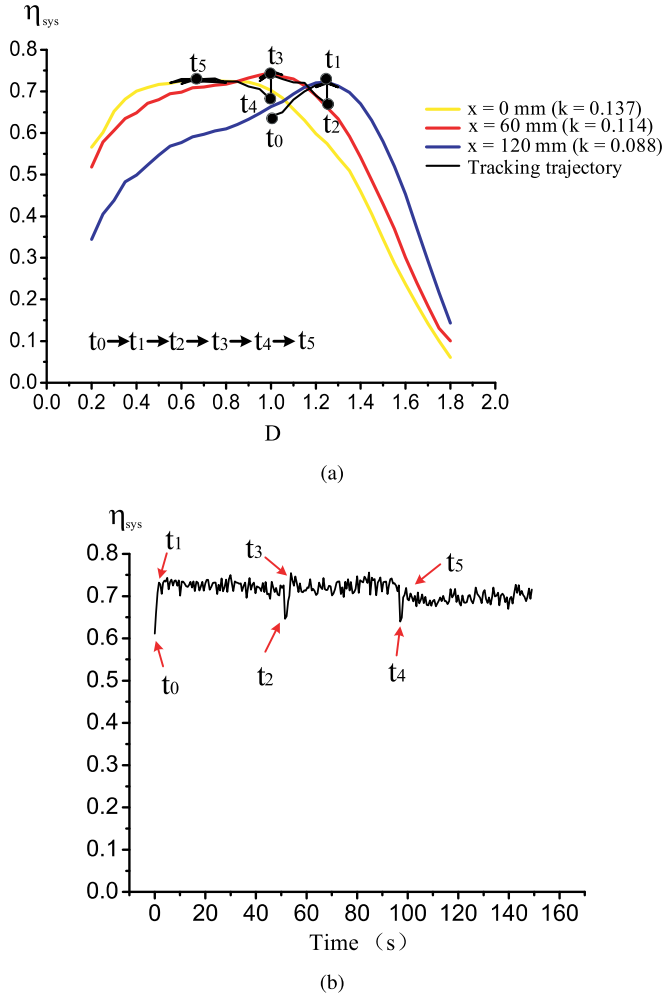 ηsys
0.8
0.7
0.6
0.5
0.4
0.3
0.2
0.1
0.0
t5
t3
t1
t4
t0
t2
x = 0 mm (k = 0.137)
x = 60 mm (k = 0.114)
x = 120 mm (k = 0.088)
Tracking trajectory
t0→t1→t2→t3→t4→t5
0.0 0.2 0.4 0.6 0.8 1.0 1.2 1.4 1.6 1.8 2.0
D
(a)
ηsys
0.8
0.7
0.6
0.5
0.4
0.3
0.2
0.1
0.0
t1
t3
t5
t0
t2
t4
0 20 40 60 80 100 120 140 160
Time （s）
(b)